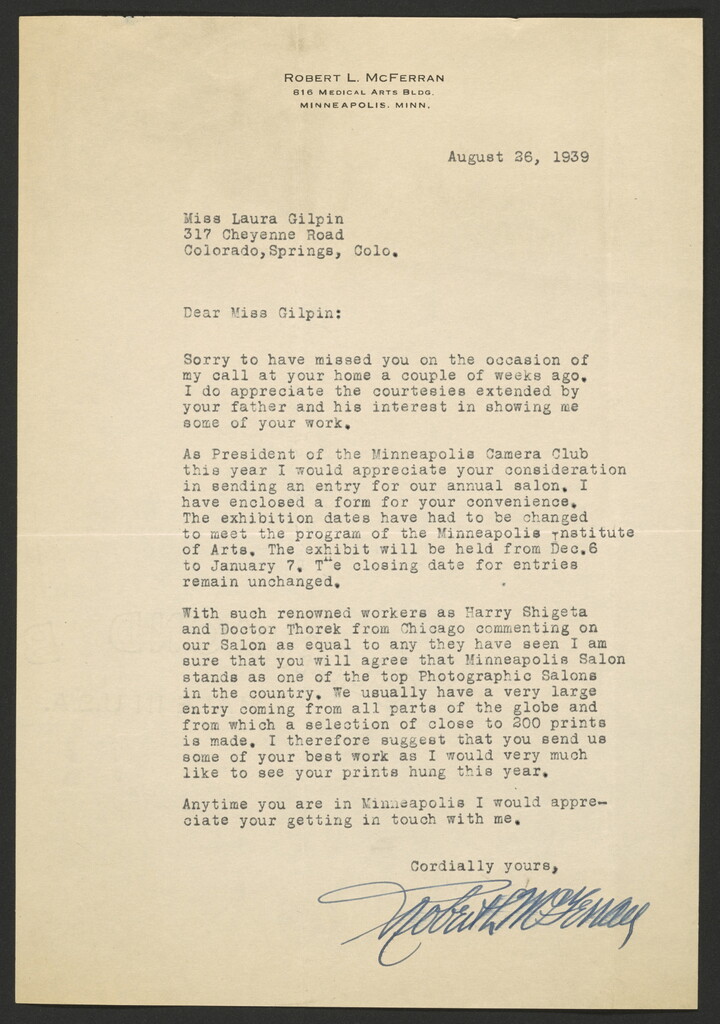 ROBERT L. MCFERRAN
816 MEDICAL ARTS BLDG.
MINNEAPOLIS, MINN.
August 26, 1939
Miss Laura Gilpin
317 Cheyenne Road
Colorado,Springs, Colo.
Dear Miss Gilpin:
Sorry to have missed you on the occasion of
my call at your home a couple of weeks ago.
I do appreciate the courtesies extended by
your father and his interest in showing me
some of your work.
As President of the Minneapolis Camera Club
this year I would appreciate your consideration
in sending an entry for our annual salon. I
have enclosed a form for your convenience.
The exhibition dates have had to be changed
to meet the program of the Minneapolis Institute
of Arts. The exhibit will be held from Dec.6
to January 7. The closing date for entries
remain unchanged.
With such renowned workers as Harry Shigeta
and Doctor Thorek from Chicago commenting on
our Salon as equal to any they have seen I am
sure that you will agree that Minneapolis Salon
stands as one of the top Photographic Salons
in the country. We usually have a very large
entry coming from all parts of the globe and
from which a selection of close to 200 prints
is made. I therefore suggest that you send us
some of your best work as I would very much
like to see your prints hung this year.
Anytime you are in Minneapolis I would appre-
ciate your getting in touch with me.
Cordially yours,
Robert L. McFerran